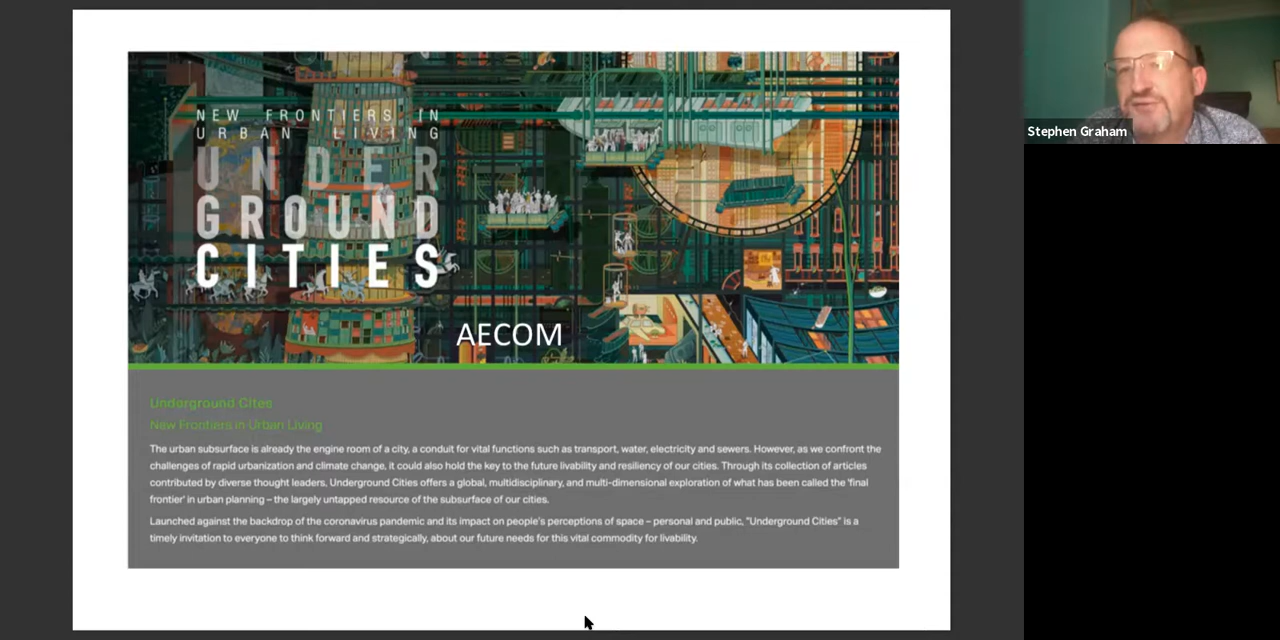 NEW FRONTIERS IN
URBAN LIVING
UNDER
GROUND
CITIES
AECOM
Underground Cites
New Frontiers in Urban Living
The urban subsurface is already the engine room of a city, a conduit for vital functions such as transport, water, electricity and sewers. However, as we confront the
challenges of rapid urbanization and climate change, it could also hold the key to the future livability and resiliency of our cities. Through its collection of articles
contributed by diverse thought leaders, Underground Cities offers a global, multidisciplinary, and multi-dimensional exploration of what has been called the 'final
frontier' in urban planning – the largely untapped resource of the subsurface of our cities.
Launched against the backdrop of the coronavirus pandemic and its impact on people's perceptions of space – personal and public, "Underground Cities" is a
timely invitation to everyone to think forward and strategically, about our future needs for this vital commodity for livability.
Stephen Graham